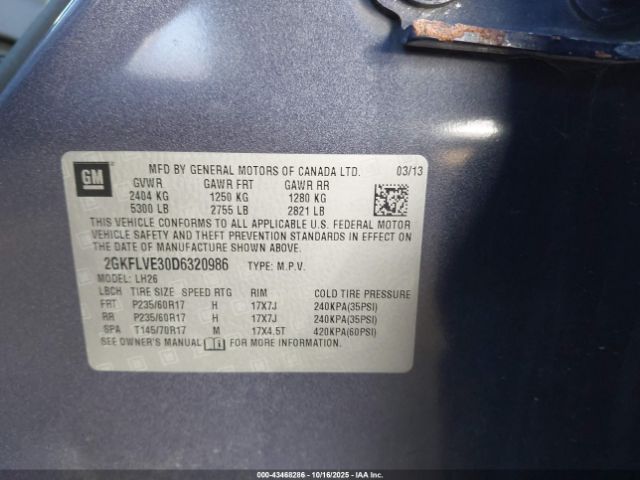 GM
MFD BY GENERAL MOTORS OF CANADA LTD. 03/13
GVWR GAWR FRT GAWR RR
2404 KG 1250 KG 1280 KG
5300 LB 2755 LB 2821 LB
THIS VEHICLE CONFORMS TO ALL APPLICABLE U.S. FEDERAL MOTOR
VEHICLE SAFETY AND THEFT PREVENTION STANDARDS IN EFFECT ON
THE DATE OF MANUFACTURE SHOWN ABOVE.
2GKFLVE30D6320986 TYPE: M.P.V.
MODEL: LH26
LBCH TIRE SIZE SPEED RTG RIM COLD TIRE PRESSURE
FRT P235/60R17 H 17X7J 240KPA(35PSI)
RR P235/60R17 H 17X7J 240KPA(35PSI)
SPA T145/70R17 M 17X4.5T 420KPA(60PSI)
SEE OWNER'S MANUAL FOR MORE INFORMATION.
000-43468286 - 10/16/2025 - IAA, Inc.